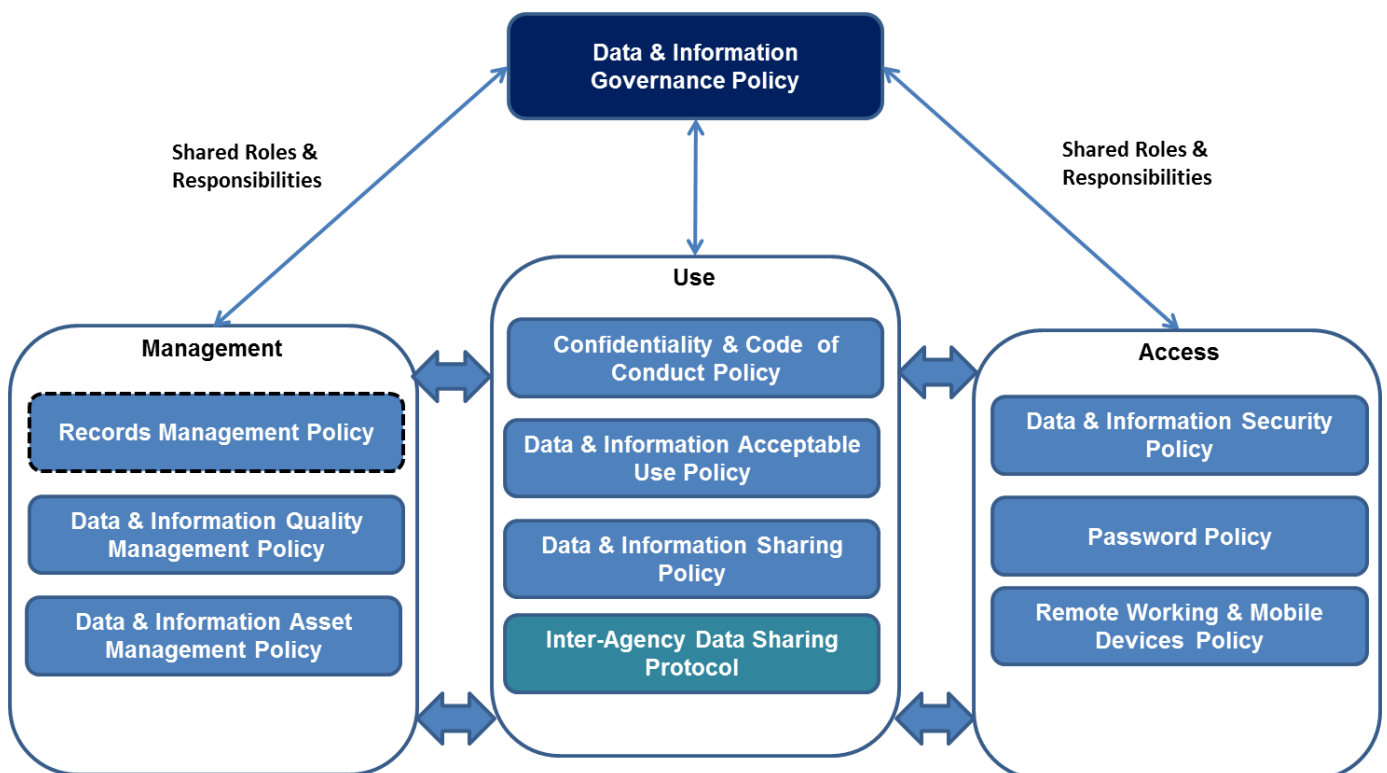 Data & Information
Governance Policy
Shared Roles &
Responsibilities
Shared Roles &
Responsibilities
Management
Records Management Policy
Data & Information Quality
Management Policy
Data & Information Asset
Management Policy
Use
Confidentiality & Code of
Conduct Policy
Data & Information Acceptable
Use Policy
Data & Information Sharing
Policy
Inter-Agency Data Sharing
Protocol
Access
Data & Information Security
Policy
Password Policy
Remote Working & Mobile
Devices Policy